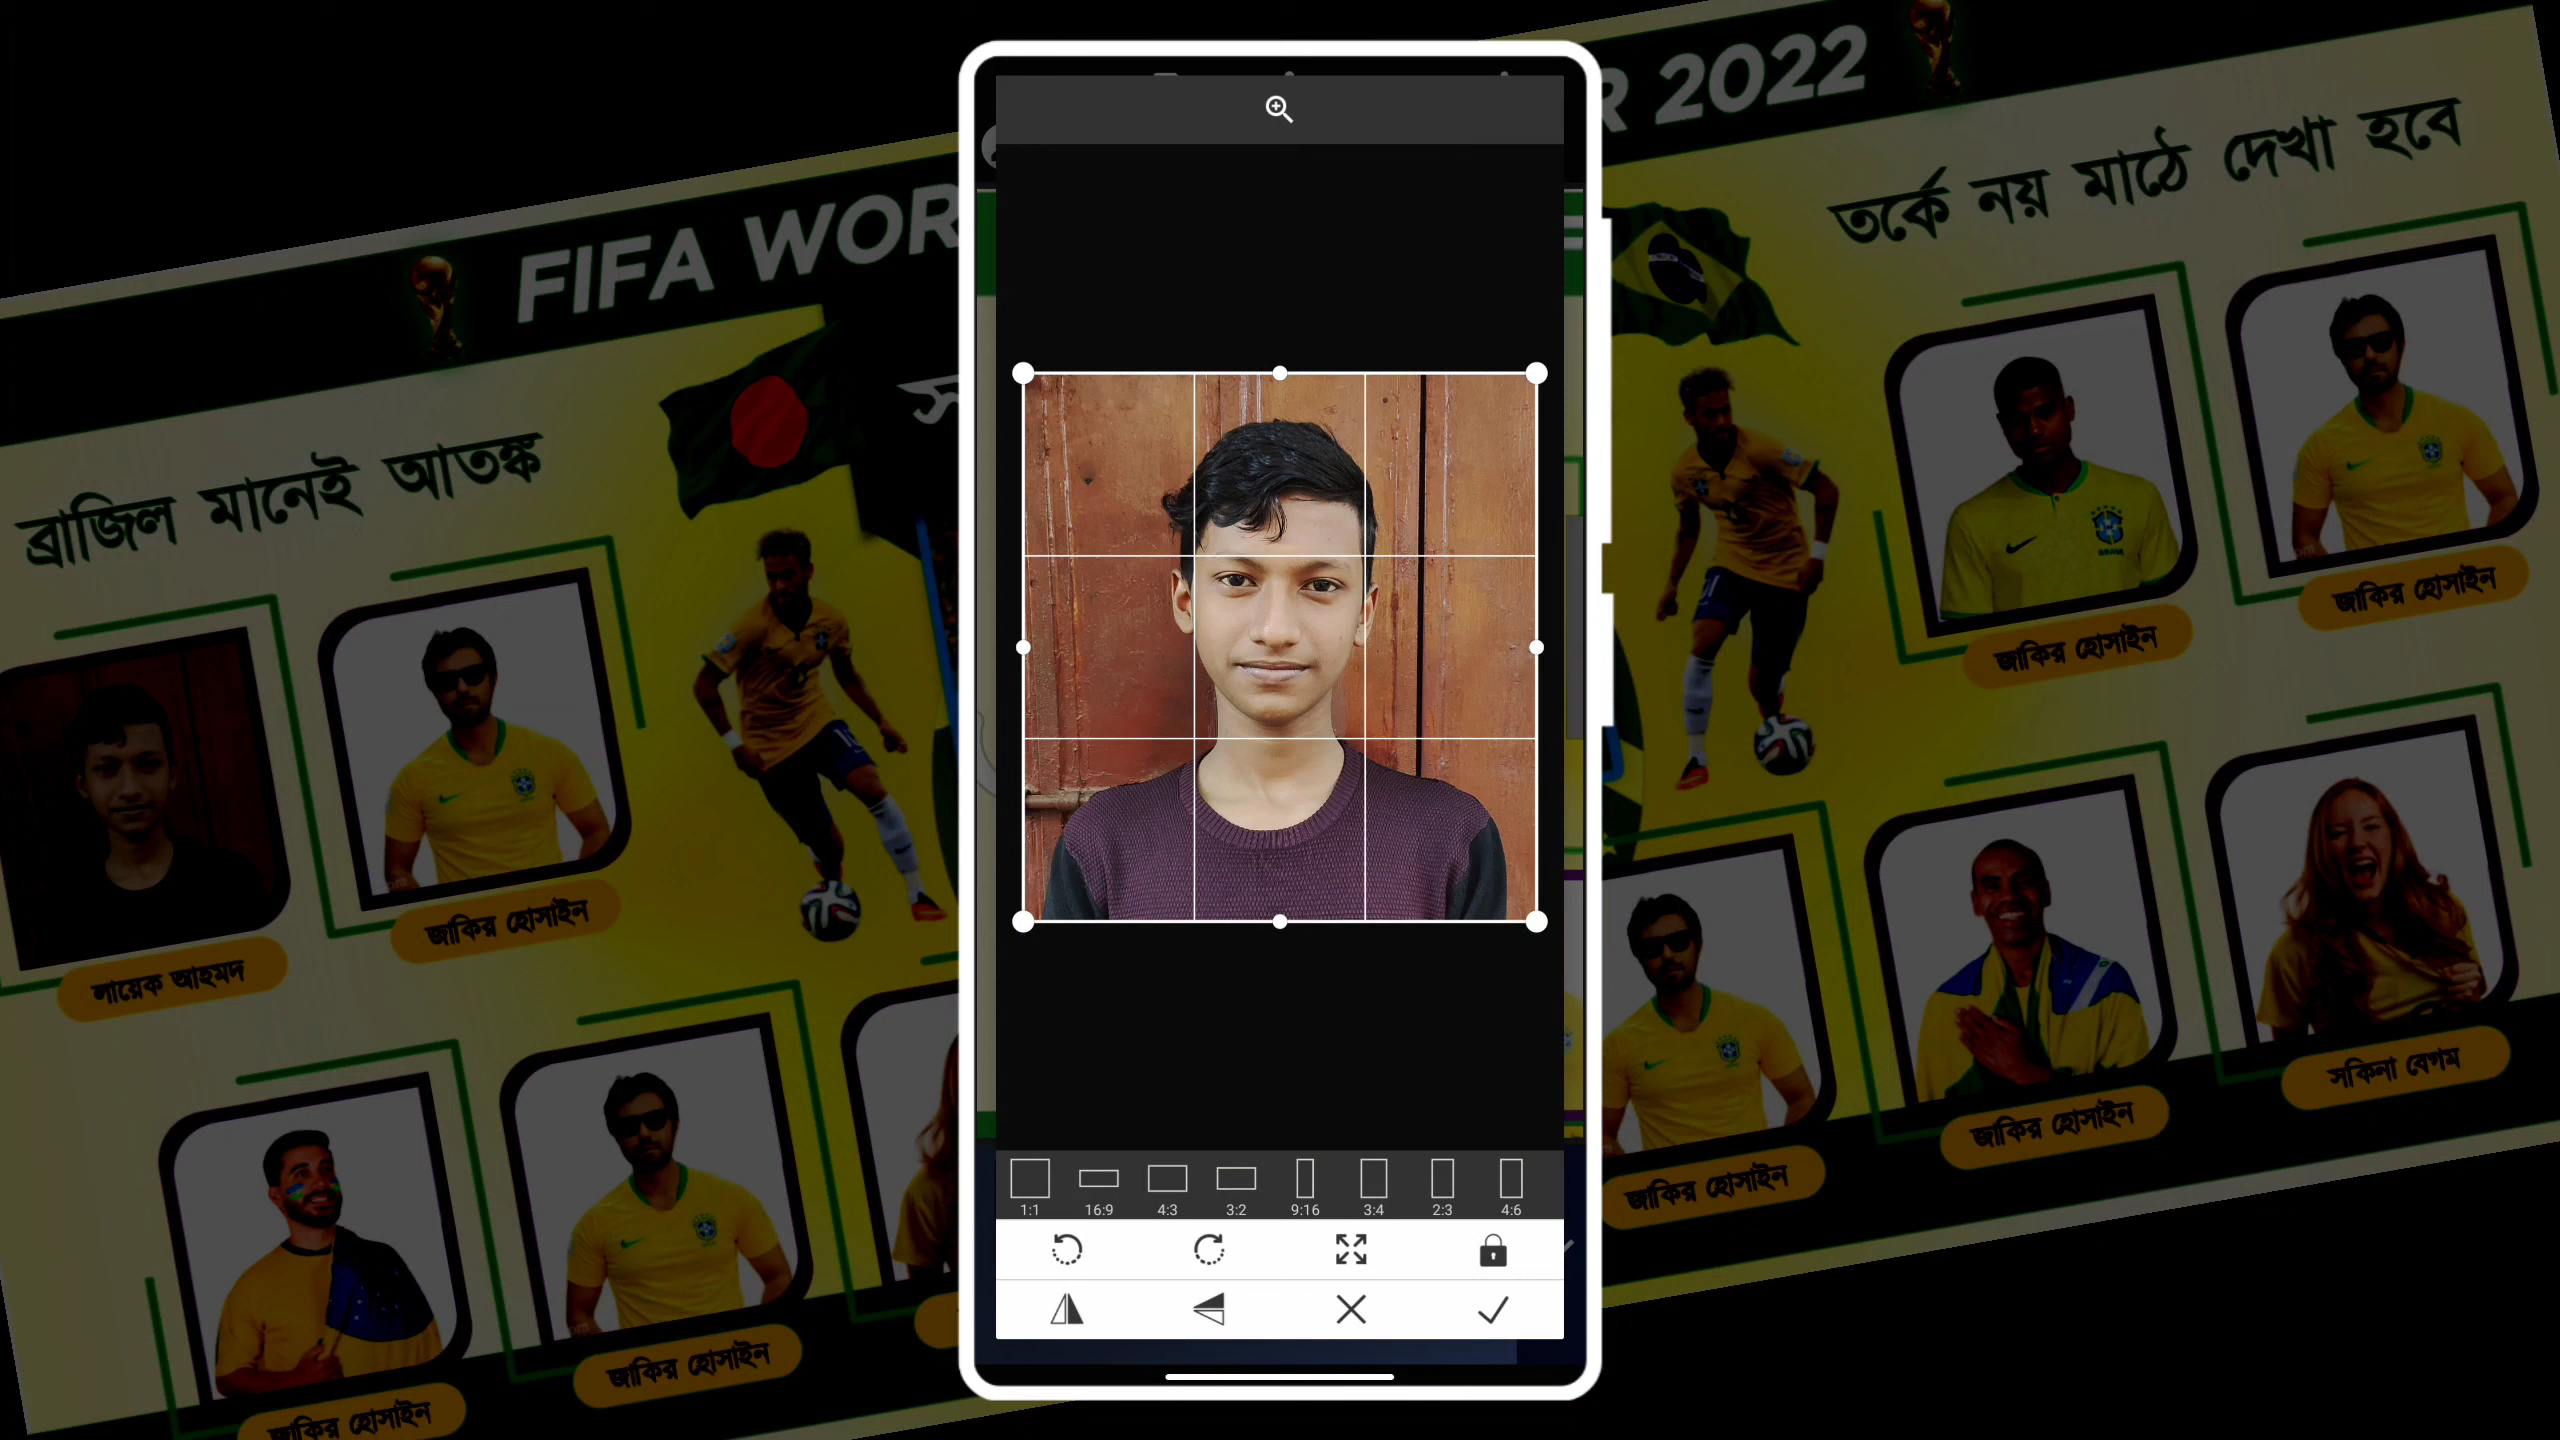 FIFA WOR
R 2022
তর্কে নয় মাঠে দেখা হবে
ব্রাজিল মানেই আতঙ্ক
জাকির হোসাইন
জাকির হোসাইন
লায়েক আহমদ
জাকির হোসাইন
জাকির হোসাইন
জাকির হোসাইন
সকিনা বেগম
জাকির হোসাইন
জাকির হোসাইন
জাকির হোসাইন
1:1 16:9 4:3 3:2 9:16 3:4 2:3 4:6